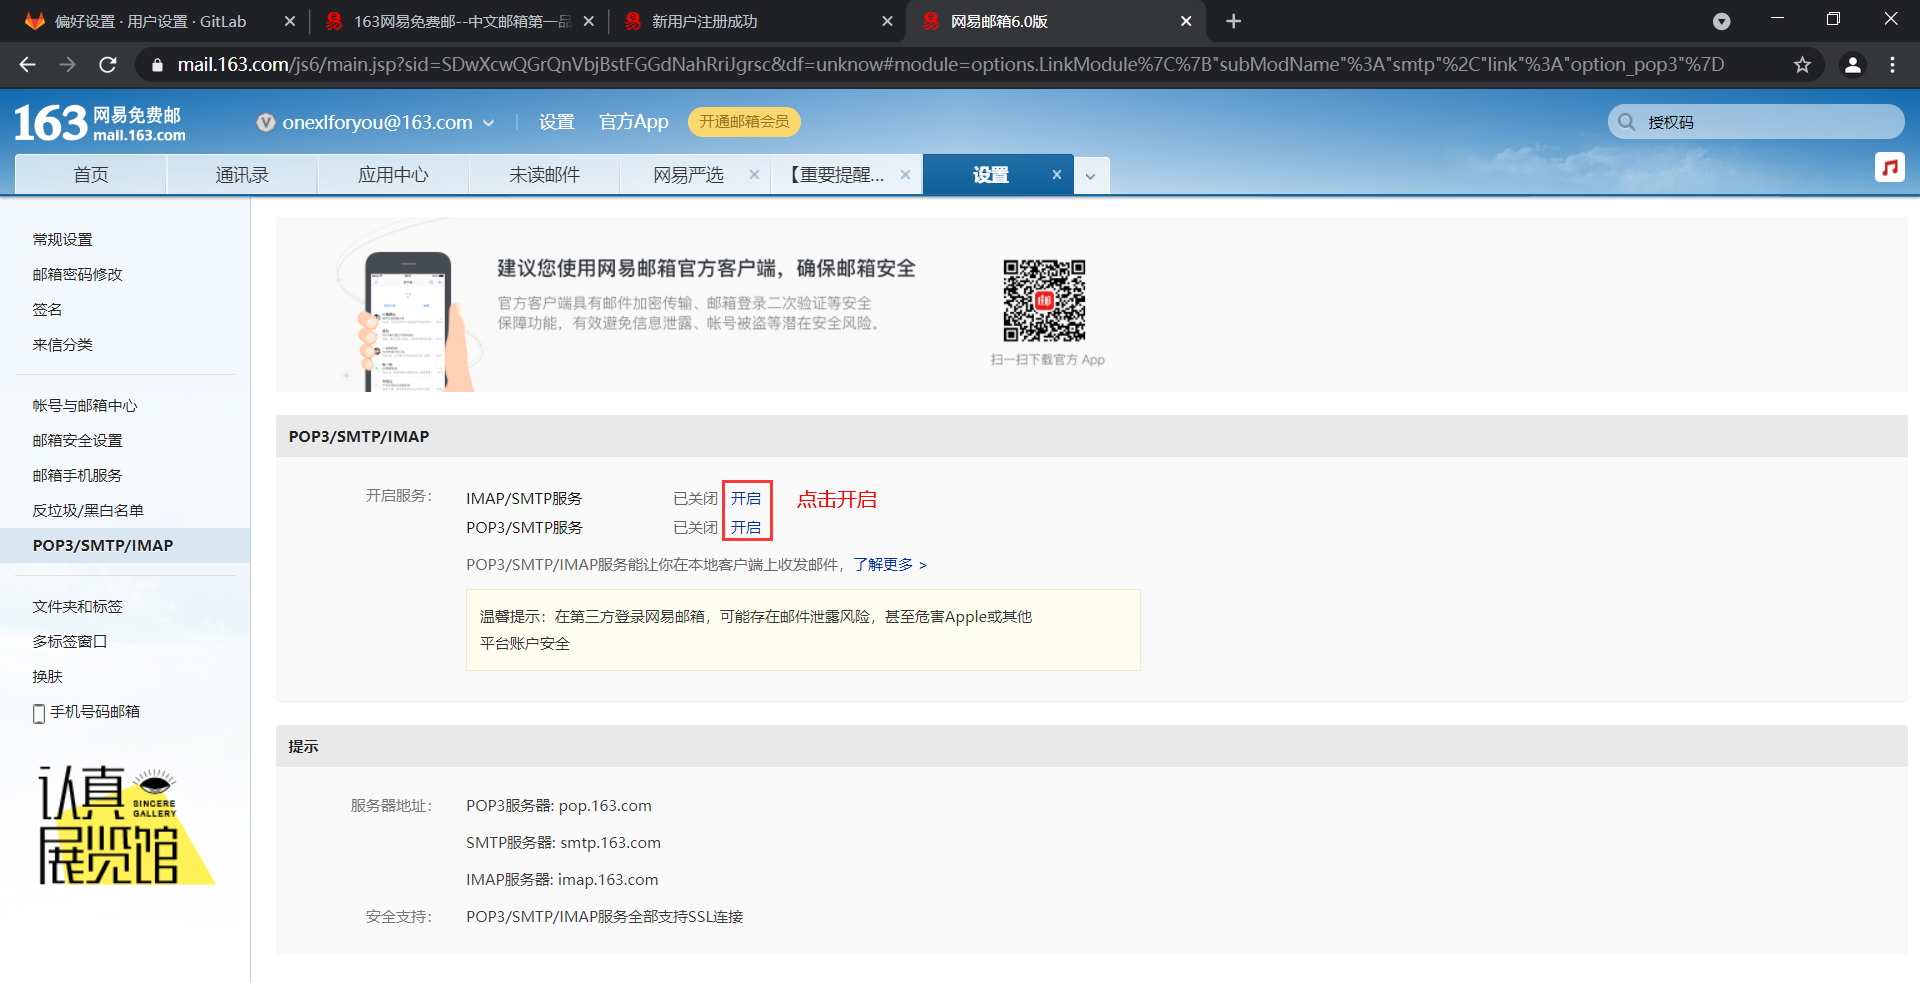 偏好设置 · 用户设置 · GitLab
163网易免费邮--中文邮箱第一品
新用户注册成功
网易邮箱6.0版
mail.163.com/js6/main.jsp?sid=SDwXcwQGrQnVbjBstFGGdNahRriJgrsc&df=unknow#module=options.LinkModule%7C%7B"subModName"%3A"smtp"%2C"link"%3A"option_pop3"%7D
163 网易免费邮
mail.163.com
onexlforyou@163.com
设置
官方App
开通邮箱会员
授权码
首页
通讯录
应用中心
未读邮件
网易严选
【重要提醒...
设置
常规设置
邮箱密码修改
签名
来信分类
帐号与邮箱中心
邮箱安全设置
邮箱手机服务
反垃圾/黑白名单
POP3/SMTP/IMAP
文件夹和标签
多标签窗口
换肤
手机号码邮箱
认真
SINCERE
GALLERY
展览馆
建议您使用网易邮箱官方客户端，确保邮箱安全
官方客户端具有邮件加密传输、邮箱登录二次验证等安全
保障功能，有效避免信息泄露、帐号被盗等潜在安全风险。
邮
扫一扫下载官方 App
POP3/SMTP/IMAP
开启服务：
IMAP/SMTP服务 已关闭 开启 点击开启
POP3/SMTP服务 已关闭 开启
POP3/SMTP/IMAP服务能让你在本地客户端上收发邮件，了解更多 >
温馨提示：在第三方登录网易邮箱，可能存在邮件泄露风险，甚至危害Apple或其他
平台账户安全
提示
服务器地址： POP3服务器: pop.163.com
SMTP服务器: smtp.163.com
IMAP服务器: imap.163.com
安全支持： POP3/SMTP/IMAP服务全部支持SSL连接